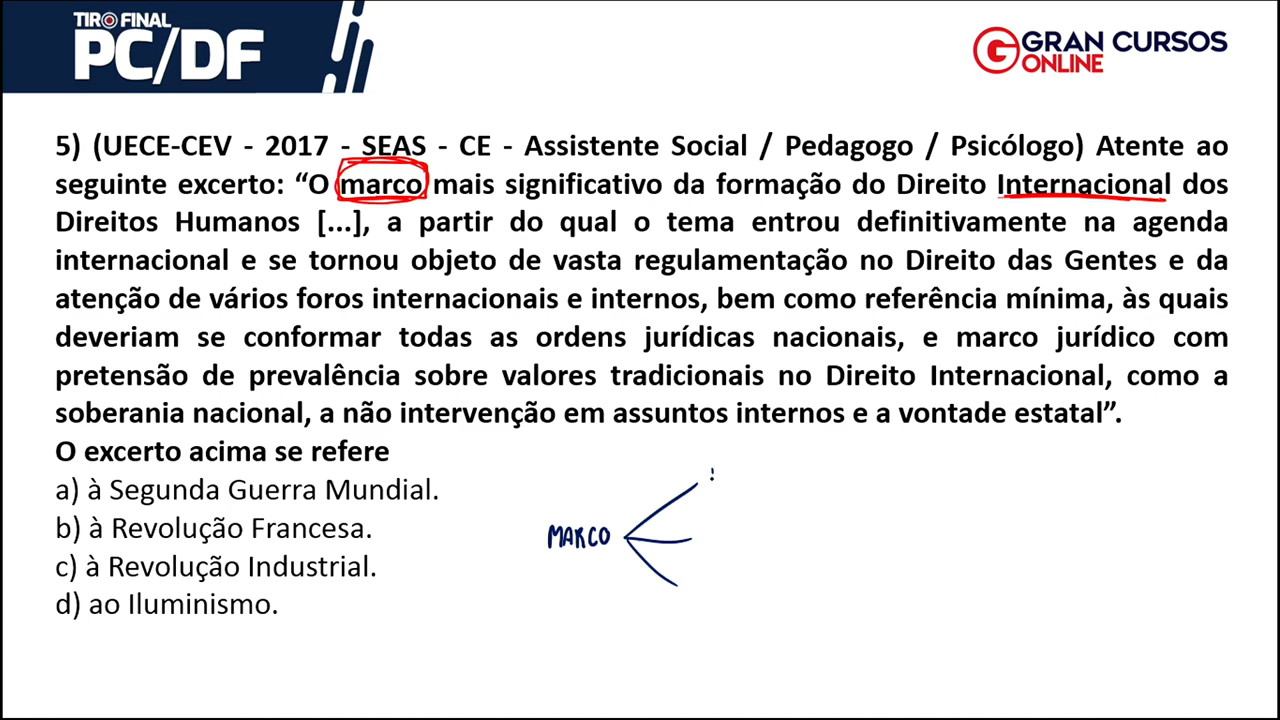 TIRO FINAL
PC/DF
GRAN CURSOS
ONLINE
5) (UECE-CEV - 2017 - SEAS - CE - Assistente Social / Pedagogo / Psicólogo) Atente ao
seguinte excerto: “O marco mais significativo da formação do Direito Internacional dos
Direitos Humanos [...], a partir do qual o tema entrou definitivamente na agenda
internacional e se tornou objeto de vasta regulamentação no Direito das Gentes e da
atenção de vários foros internacionais e internos, bem como referência mínima, às quais
deveriam se conformar todas as ordens jurídicas nacionais, e marco jurídico com
pretensão de prevalência sobre valores tradicionais no Direito Internacional, como a
soberania nacional, a não intervenção em assuntos internos e a vontade estatal”.
O excerto acima se refere
a) à Segunda Guerra Mundial.
b) à Revolução Francesa.
c) à Revolução Industrial.
d) ao Iluminismo.
MARCO